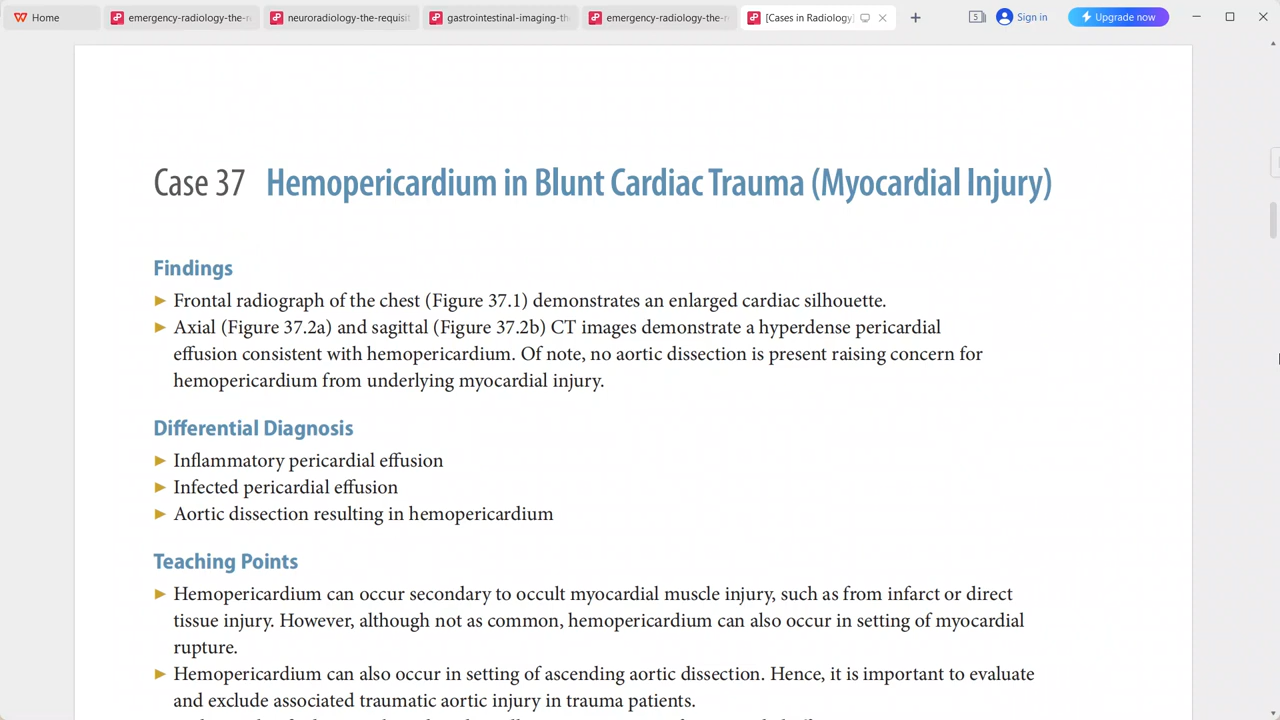 Home
emergency-radiology-the-r
neuroradiology-the-requisit
gastrointestinal-imaging-th
emergency-radiology-the-r
[Cases in Radiology]
5
Sign in
Upgrade now
Case 37 Hemopericardium in Blunt Cardiac Trauma (Myocardial Injury)
Findings
► Frontal radiograph of the chest (Figure 37.1) demonstrates an enlarged cardiac silhouette.
► Axial (Figure 37.2a) and sagittal (Figure 37.2b) CT images demonstrate a hyperdense pericardial
effusion consistent with hemopericardium. Of note, no aortic dissection is present raising concern for
hemopericardium from underlying myocardial injury.
Differential Diagnosis
► Inflammatory pericardial effusion
► Infected pericardial effusion
► Aortic dissection resulting in hemopericardium
Teaching Points
► Hemopericardium can occur secondary to occult myocardial muscle injury, such as from infarct or direct
tissue injury. However, although not as common, hemopericardium can also occur in setting of myocardial
rupture.
► Hemopericardium can also occur in setting of ascending aortic dissection. Hence, it is important to evaluate
and exclude associated traumatic aortic injury in trauma patients.